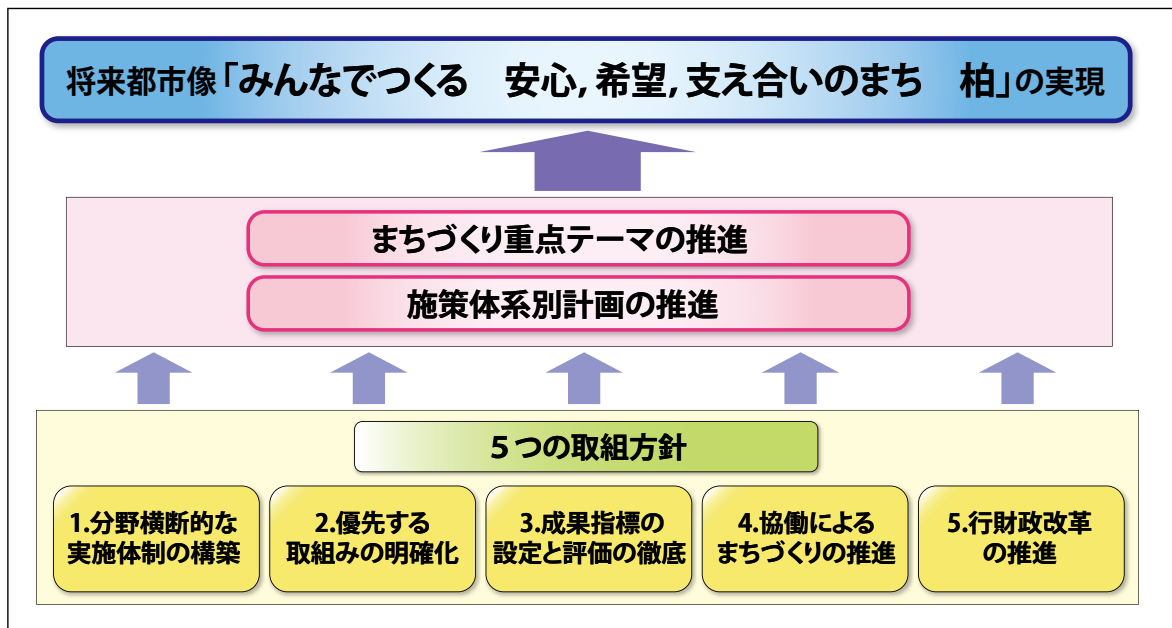 将来都市像「みんなでつくる　安心,希望,支え合いのまち　柏」の実現
まちづくり重点テーマの推進
施策体系別計画の推進
5つの取組方針
1.分野横断的な
実施体制の構築
2.優先する
取組みの明確化
3.成果指標の
設定と評価の徹底
4.協働による
まちづくりの推進
5.行財政改革
の推進